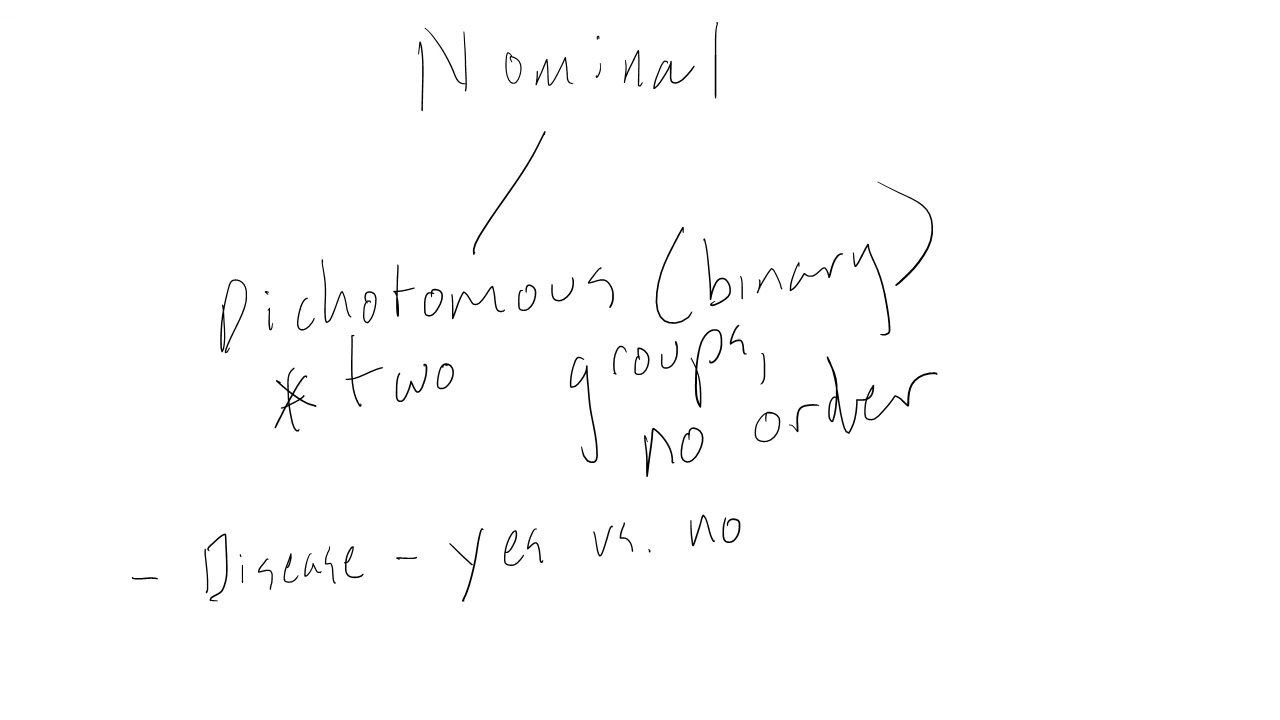 Nominal
Dichotomous (binary)
* two groups,
no order
- Disease - yes vs. no